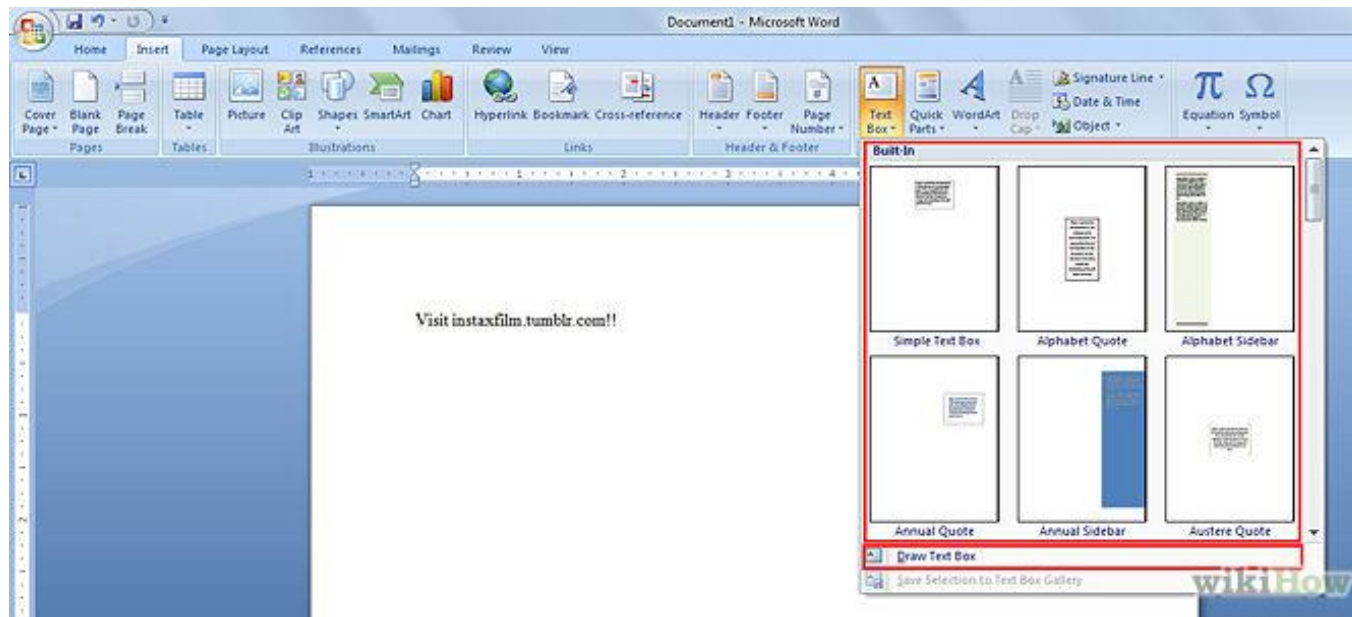 Document1 - Microsoft Word
Home Insert Page Layout References Mailings Review View
Cover Page Blank Page Page Break Table Picture Clip Art Shapes SmartArt Chart Hyperlink Bookmark Cross-reference Header Footer Page Number Text Box Quick Parts WordArt Drop Cap Signature Line Date & Time Object Equation Symbol
Pages Tables Illustrations Links Header & Footer
Built-In
Visit instaxfilm.tumblr.com!!
Simple Text Box Alphabet Quote Alphabet Sidebar
Annual Quote Annual Sidebar Austere Quote
Draw Text Box
Save Selection to Text Box Gallery
wikiHow